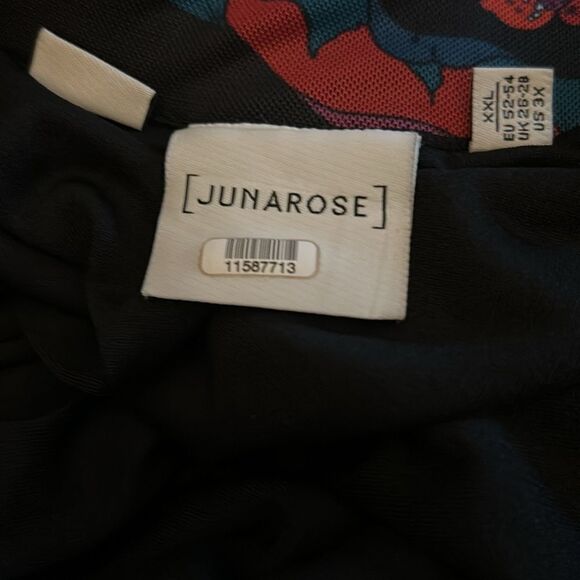 [JUNAROSE]
11587713
XXL
EU 52-54
UK 26-28
US 3X